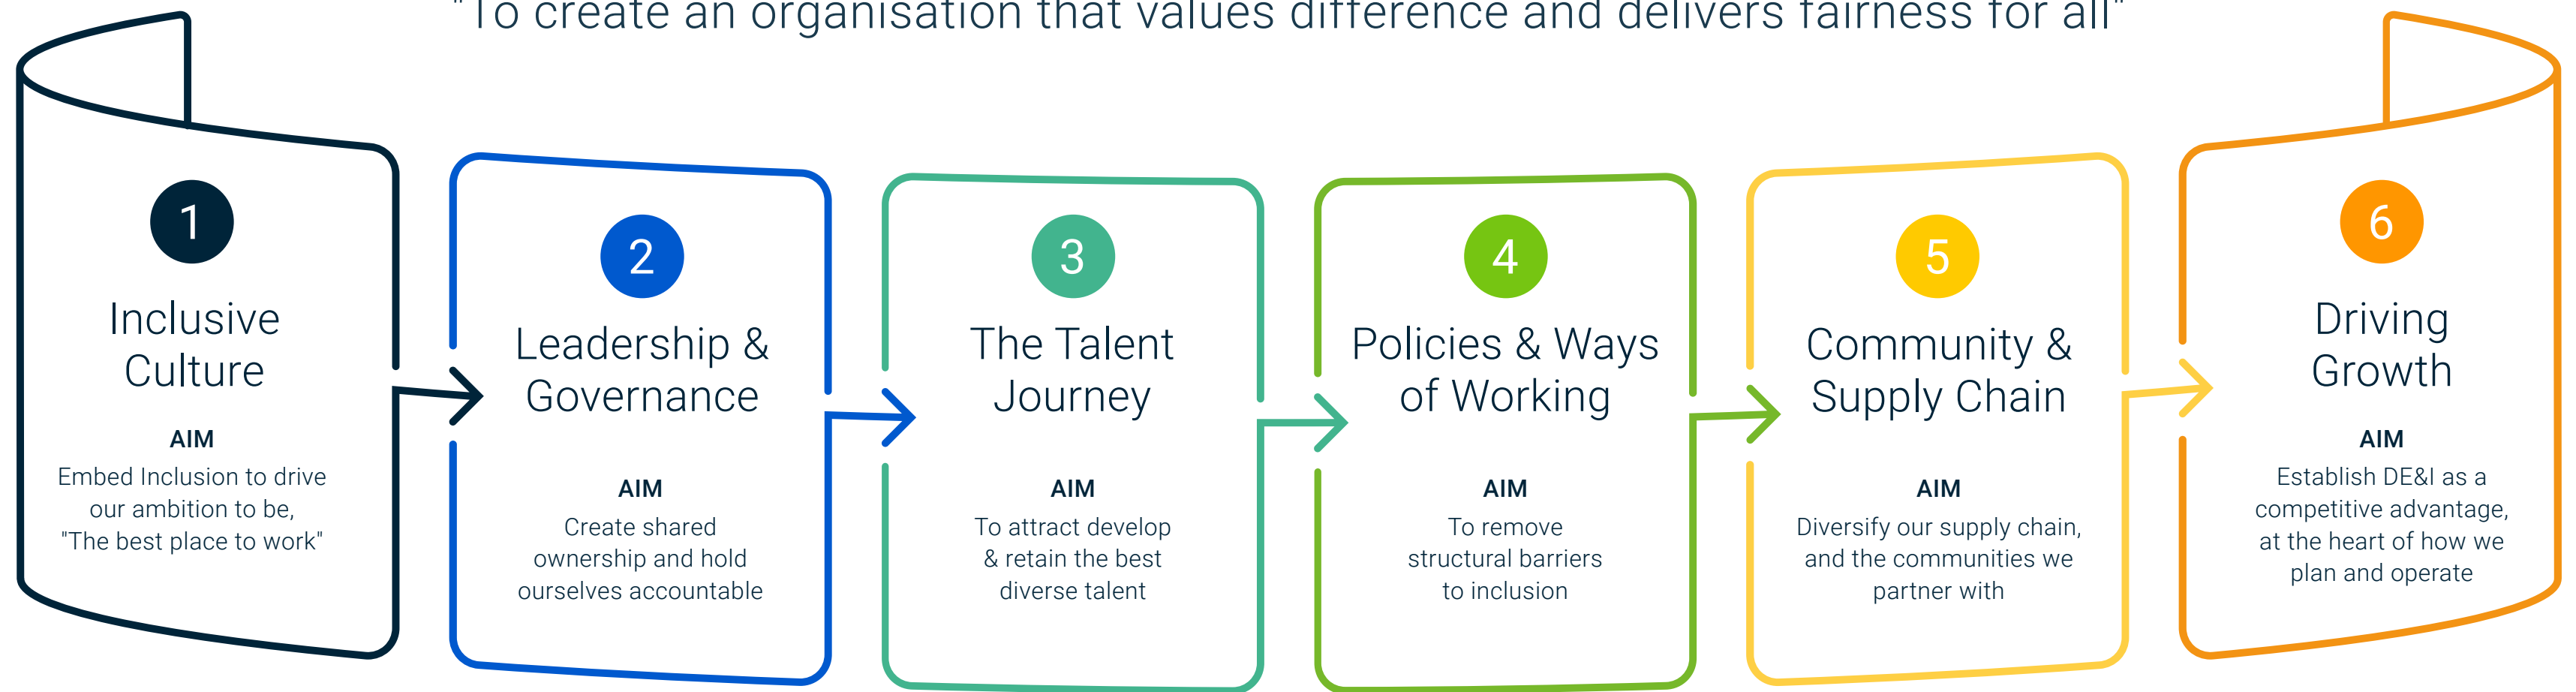 "To create an organisation that values difference and delivers fairness for all"
1
Inclusive
Culture
AIM
Embed Inclusion to drive
our ambition to be,
"The best place to work"
2
Leadership &
Governance
AIM
Create shared
ownership and hold
ourselves accountable
3
The Talent
Journey
AIM
To attract develop
& retain the best
diverse talent
4
Policies & Ways
of Working
AIM
To remove
structural barriers
to inclusion
5
Community &
Supply Chain
AIM
Diversify our supply chain,
and the communities we
partner with
6
Driving
Growth
AIM
Establish DE&I as a
competitive advantage,
at the heart of how we
plan and operate